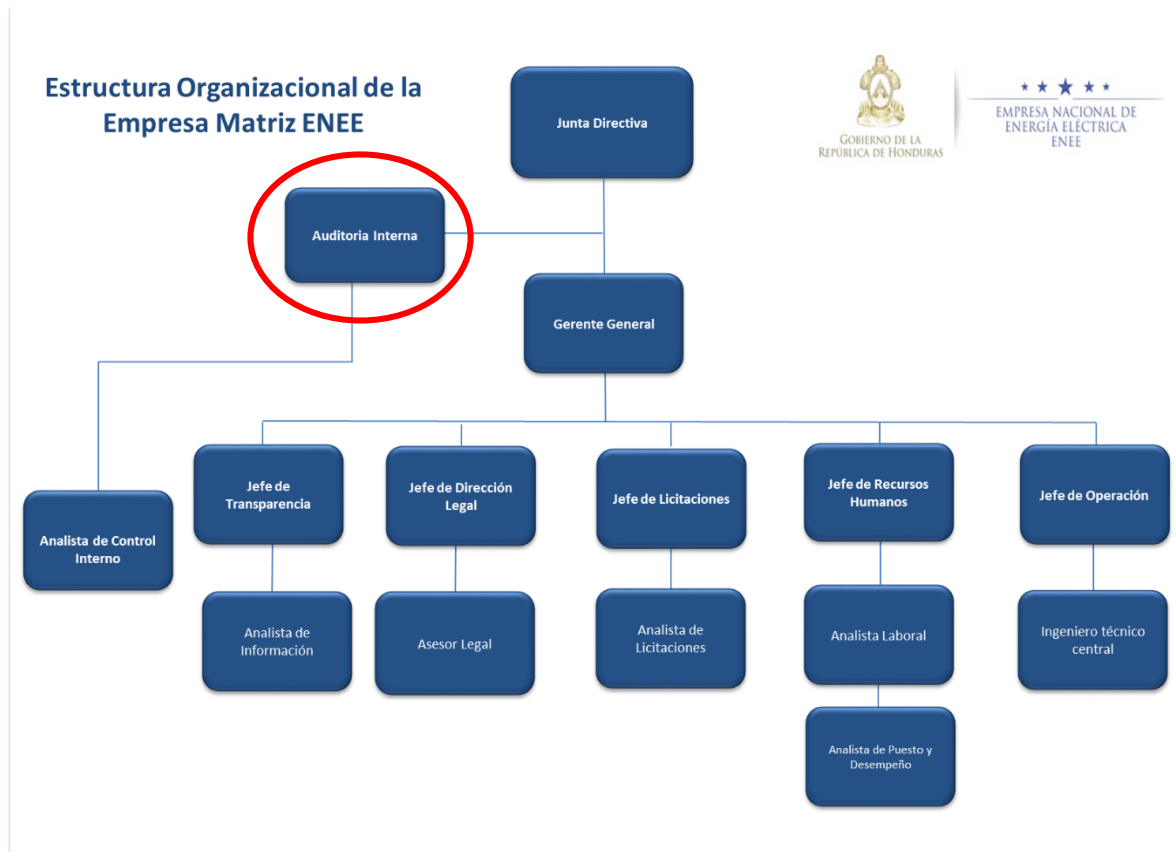 Estructura Organizacional de la
Empresa Matriz ENEE
Junta Directiva
GOBIERNO DE LA
REPÚBLICA DE HONDURAS
EMPRESA NACIONAL DE
ENERGÍA ELÉCTRICA
ENEE
Auditoria Interna
Gerente General
Analista de Control
Interno
Jefe de
Transparencia
Jefe de Dirección
Legal
Jefe de Licitaciones
Jefe de Recursos
Humanos
Jefe de Operación
Analista de
Información
Asesor Legal
Analista de
Licitaciones
Analista Laboral
Ingeniero técnico
central
Analista de Puesto y
Desempeño